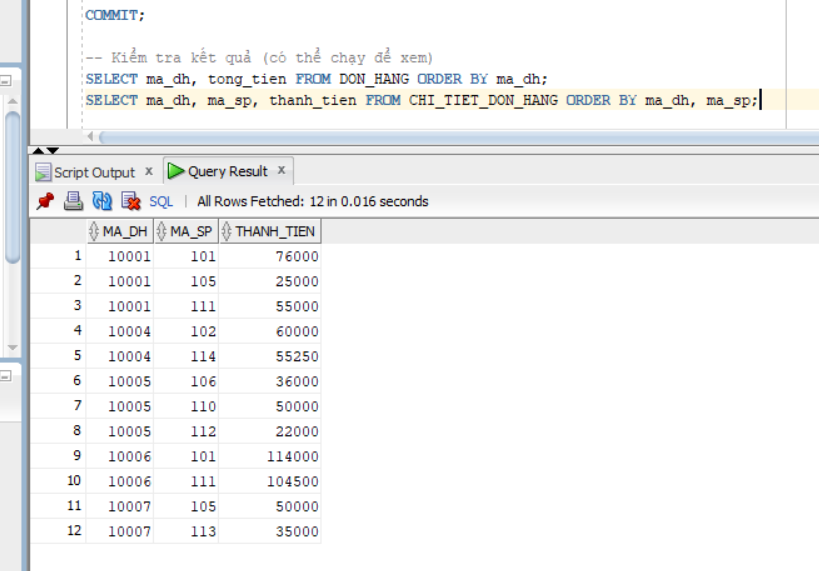 COMMIT;
-- Kiểm tra kết quả (có thể chạy để xem)
SELECT ma_dh, tong_tien FROM DON_HANG ORDER BY ma_dh;
SELECT ma_dh, ma_sp, thanh_tien FROM CHI_TIET_DON_HANG ORDER BY ma_dh, ma_sp;
Script Output x Query Result x
SQL | All Rows Fetched: 12 in 0.016 seconds
MA_DH MA_SP THANH_TIEN
1 10001 101 76000
2 10001 105 25000
3 10001 111 55000
4 10004 102 60000
5 10004 114 55250
6 10005 106 36000
7 10005 110 50000
8 10005 112 22000
9 10006 101 114000
10 10006 111 104500
11 10007 105 50000
12 10007 113 35000